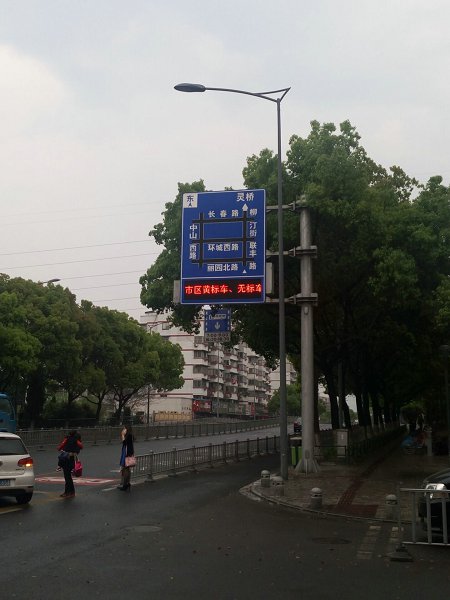 东
灵桥
长春路
柳汀街
中山西路
环城西路
联丰路
丽园北路
市区黄标车、无标车